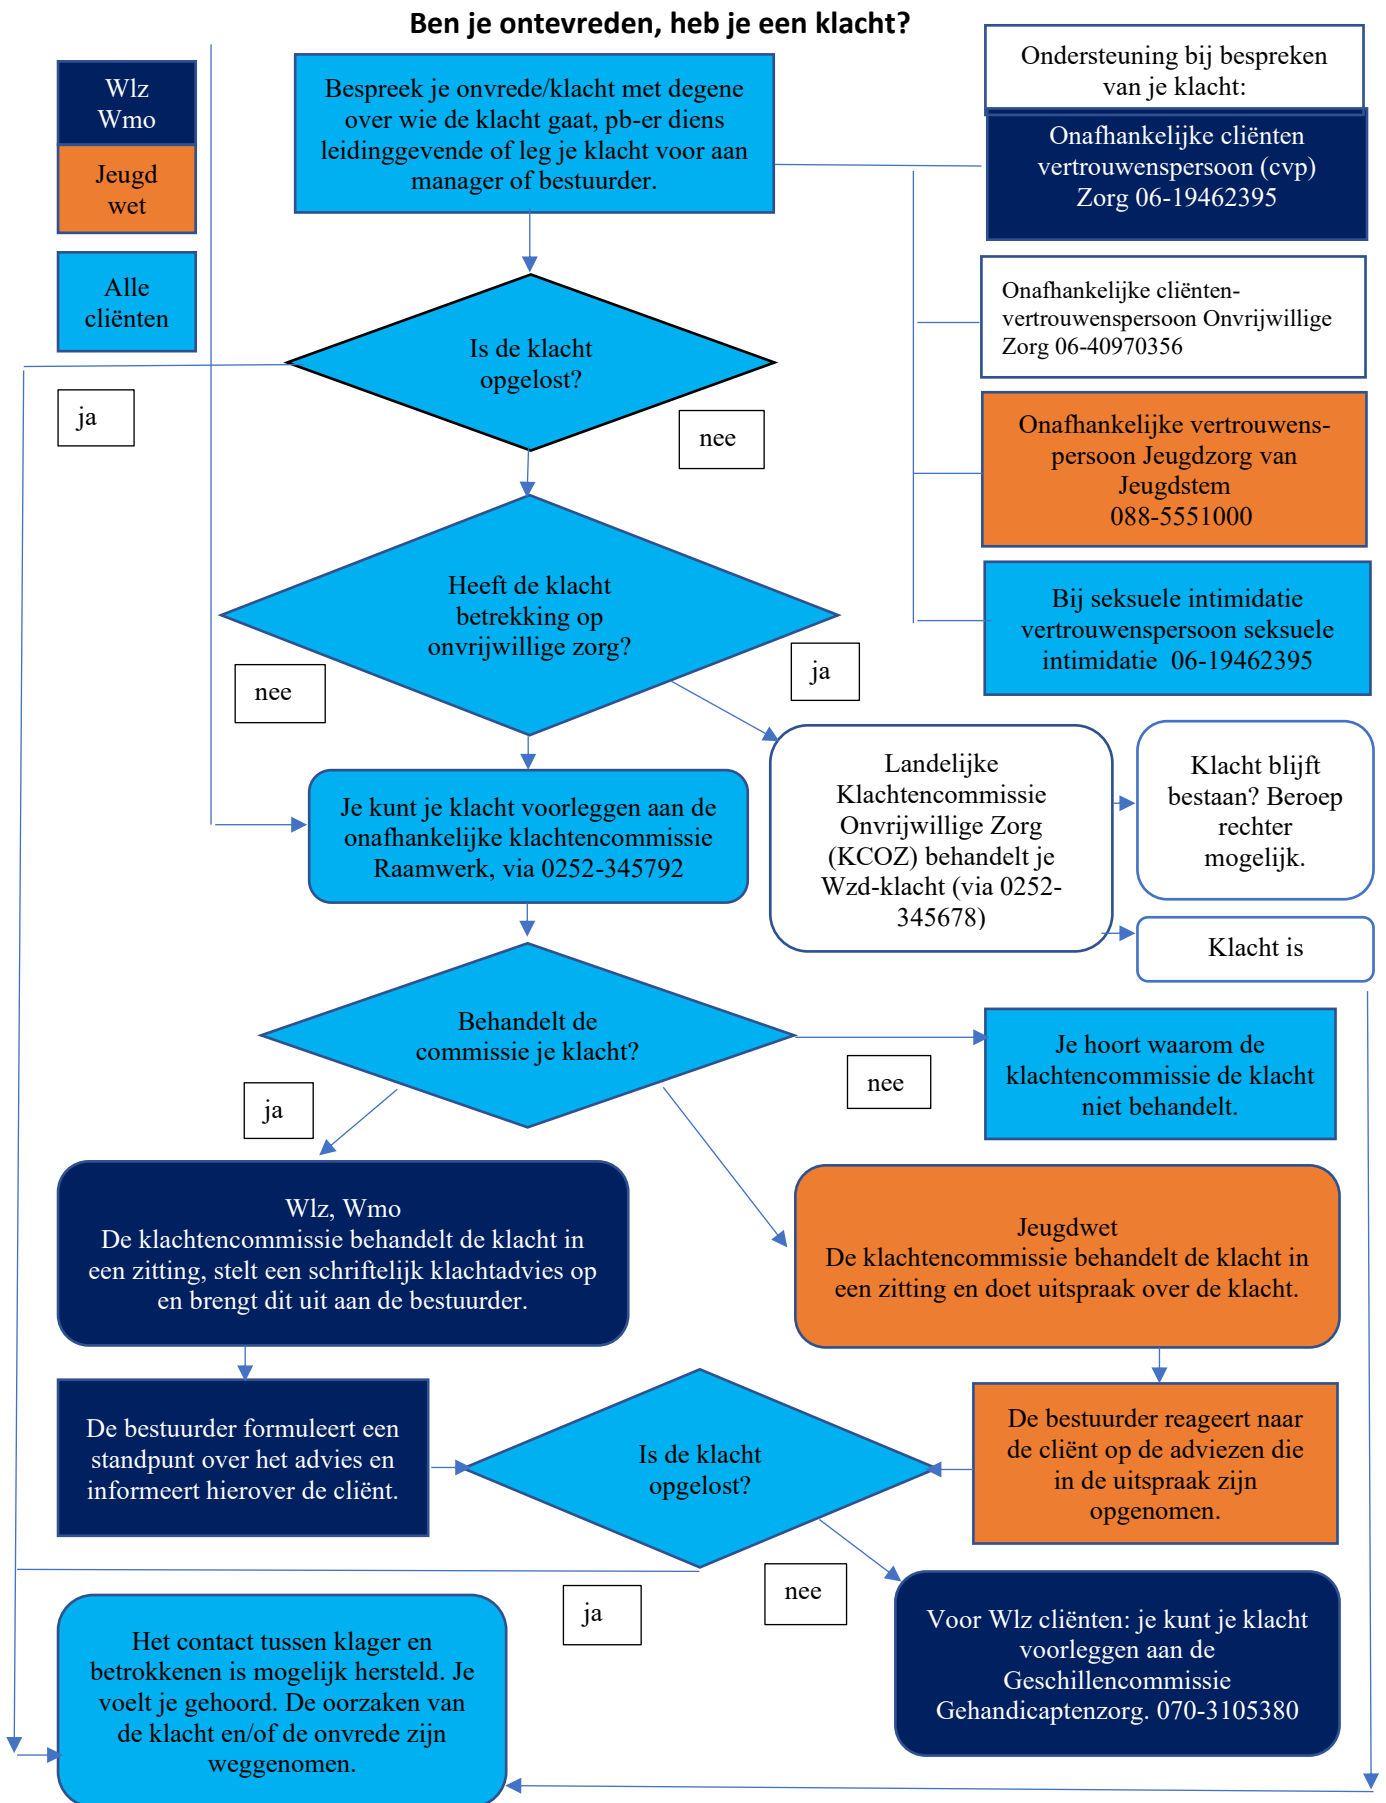 Ben je ontevreden, heb je een klacht?
Wlz
Wmo
Jeugd
wet
Alle
cliënten
Bespreek je onvrede/klacht met degene
over wie de klacht gaat, pb-er diens
leidinggevende of leg je klacht voor aan
manager of bestuurder.
Ondersteuning bij bespreken
van je klacht:
Onafhankelijke cliënten
vertrouwenspersoon (cvp)
Zorg 06-19462395
Onafhankelijke cliënten-
vertrouwenspersoon Onvrijwillige
Zorg 06-40970356
Onafhankelijke vertrouwens-
persoon Jeugdzorg van
Jeugdstem
088-5551000
Bij seksuele intimidatie
vertrouwenspersoon seksuele
intimidatie  06-19462395
Is de klacht
opgelost?
ja
nee
Heeft de klacht
betrekking op
onvrijwillige zorg?
nee
ja
Je kunt je klacht voorleggen aan de
onafhankelijke klachtencommissie
Raamwerk, via 0252-345792
Landelijke
Klachtencommissie
Onvrijwillige Zorg
(KCOZ) behandelt je
Wzd-klacht (via 0252-
345678)
Klacht blijft
bestaan? Beroep
rechter
mogelijk.
Klacht is
Behandelt de
commissie je klacht?
ja
nee
Je hoort waarom de
klachtencommissie de klacht
niet behandelt.
Wlz, Wmo
De klachtencommissie behandelt de klacht in
een zitting, stelt een schriftelijk klachtadvies op
en brengt dit uit aan de bestuurder.
Jeugdwet
De klachtencommissie behandelt de klacht in
een zitting en doet uitspraak over de klacht.
De bestuurder formuleert een
standpunt over het advies en
informeert hierover de cliënt.
Is de klacht
opgelost?
De bestuurder reageert naar
de cliënt op de adviezen die
in de uitspraak zijn
opgenomen.
ja
nee
Het contact tussen klager en
betrokkenen is mogelijk hersteld. Je
voelt je gehoord. De oorzaken van
de klacht en/of de onvrede zijn
weggenomen.
Voor Wlz cliënten: je kunt je klacht
voorleggen aan de
Geschillencommissie
Gehandicaptenzorg. 070-3105380